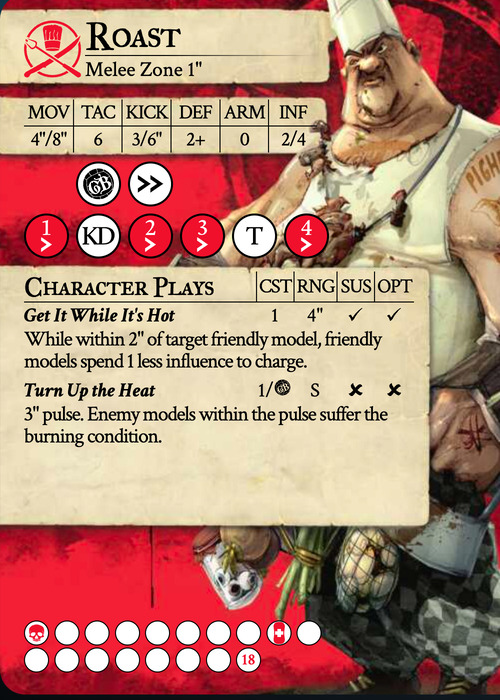 Roast
Melee Zone 1"
MOV TAC KICK DEF ARM INF
4"/8" 6 3/6" 2+ 0 2/4
GB >>
1 > KD 2 > 3 > T 4 >
Character Plays CST RNG SUS OPT
Get It While It's Hot 1 4" ✓ ✓
While within 2" of target friendly model, friendly
models spend 1 less influence to charge.
Turn Up the Heat 1/GB S ✘ ✘
3" pulse. Enemy models within the pulse suffer the
burning condition.
18